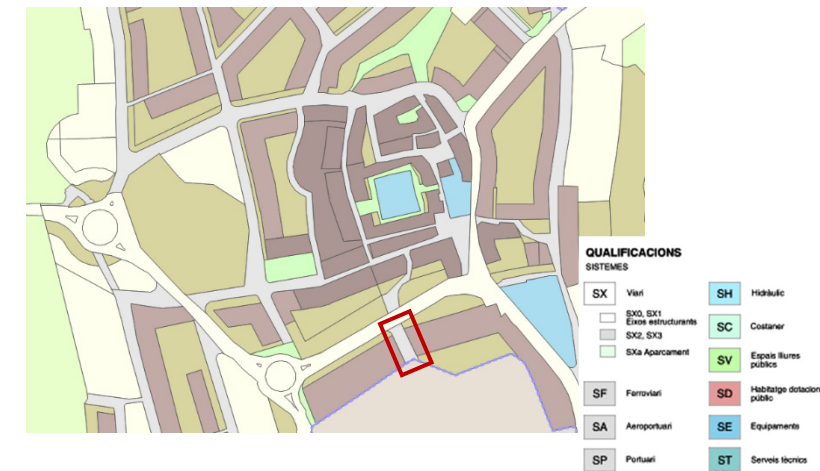 QUALIFICACIONS
SISTEMES
SX Viari
SX0, SX1
Eixos estructurants
SX2, SX3
SXa Aparcament
SF Ferroviari
SA Aeroportuari
SP Portuari
SH Hidràulic
SC Costaner
SV Espais lliures
públics
SD Habitatge dotacion
públic
SE Equipaments
ST Serveis tècnics